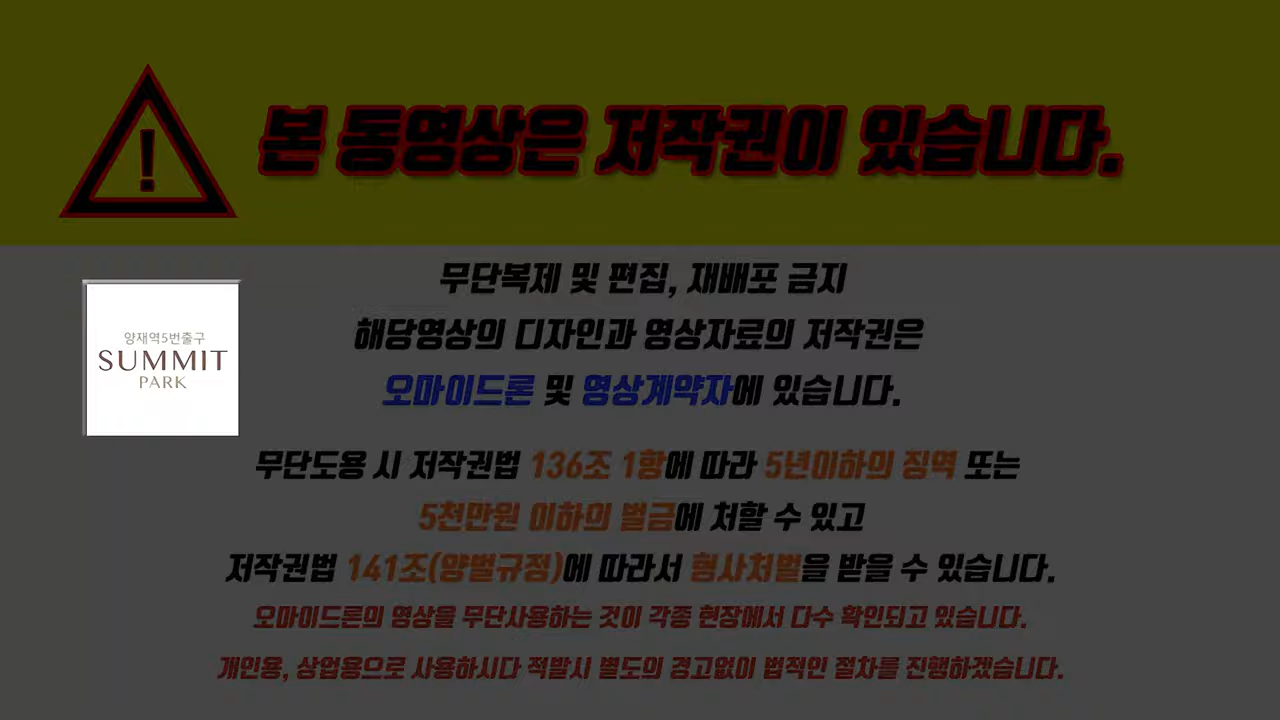 본 동영상은 저작권이 있습니다.
무단복제 및 편집, 재배포 금지
양재역5번출구
SUMMIT
PARK
해당영상의 디자인과 영상자료의 저작권은
오마이드론 및 영상계약자에 있습니다.
무단도용 시 저작권법 136조 1항에 따라 5년이하의 징역 또는
5천만원 이하의 벌금에 처할 수 있고
저작권법 141조(양벌규정)에 따라서 형사처벌을 받을 수 있습니다.
오마이드론의 영상을 무단사용하는 것이 각종 현장에서 다수 확인되고 있습니다.
개인용, 상업용으로 사용하시다 적발시 별도의 경고없이 법적인 절차를 진행하겠습니다.